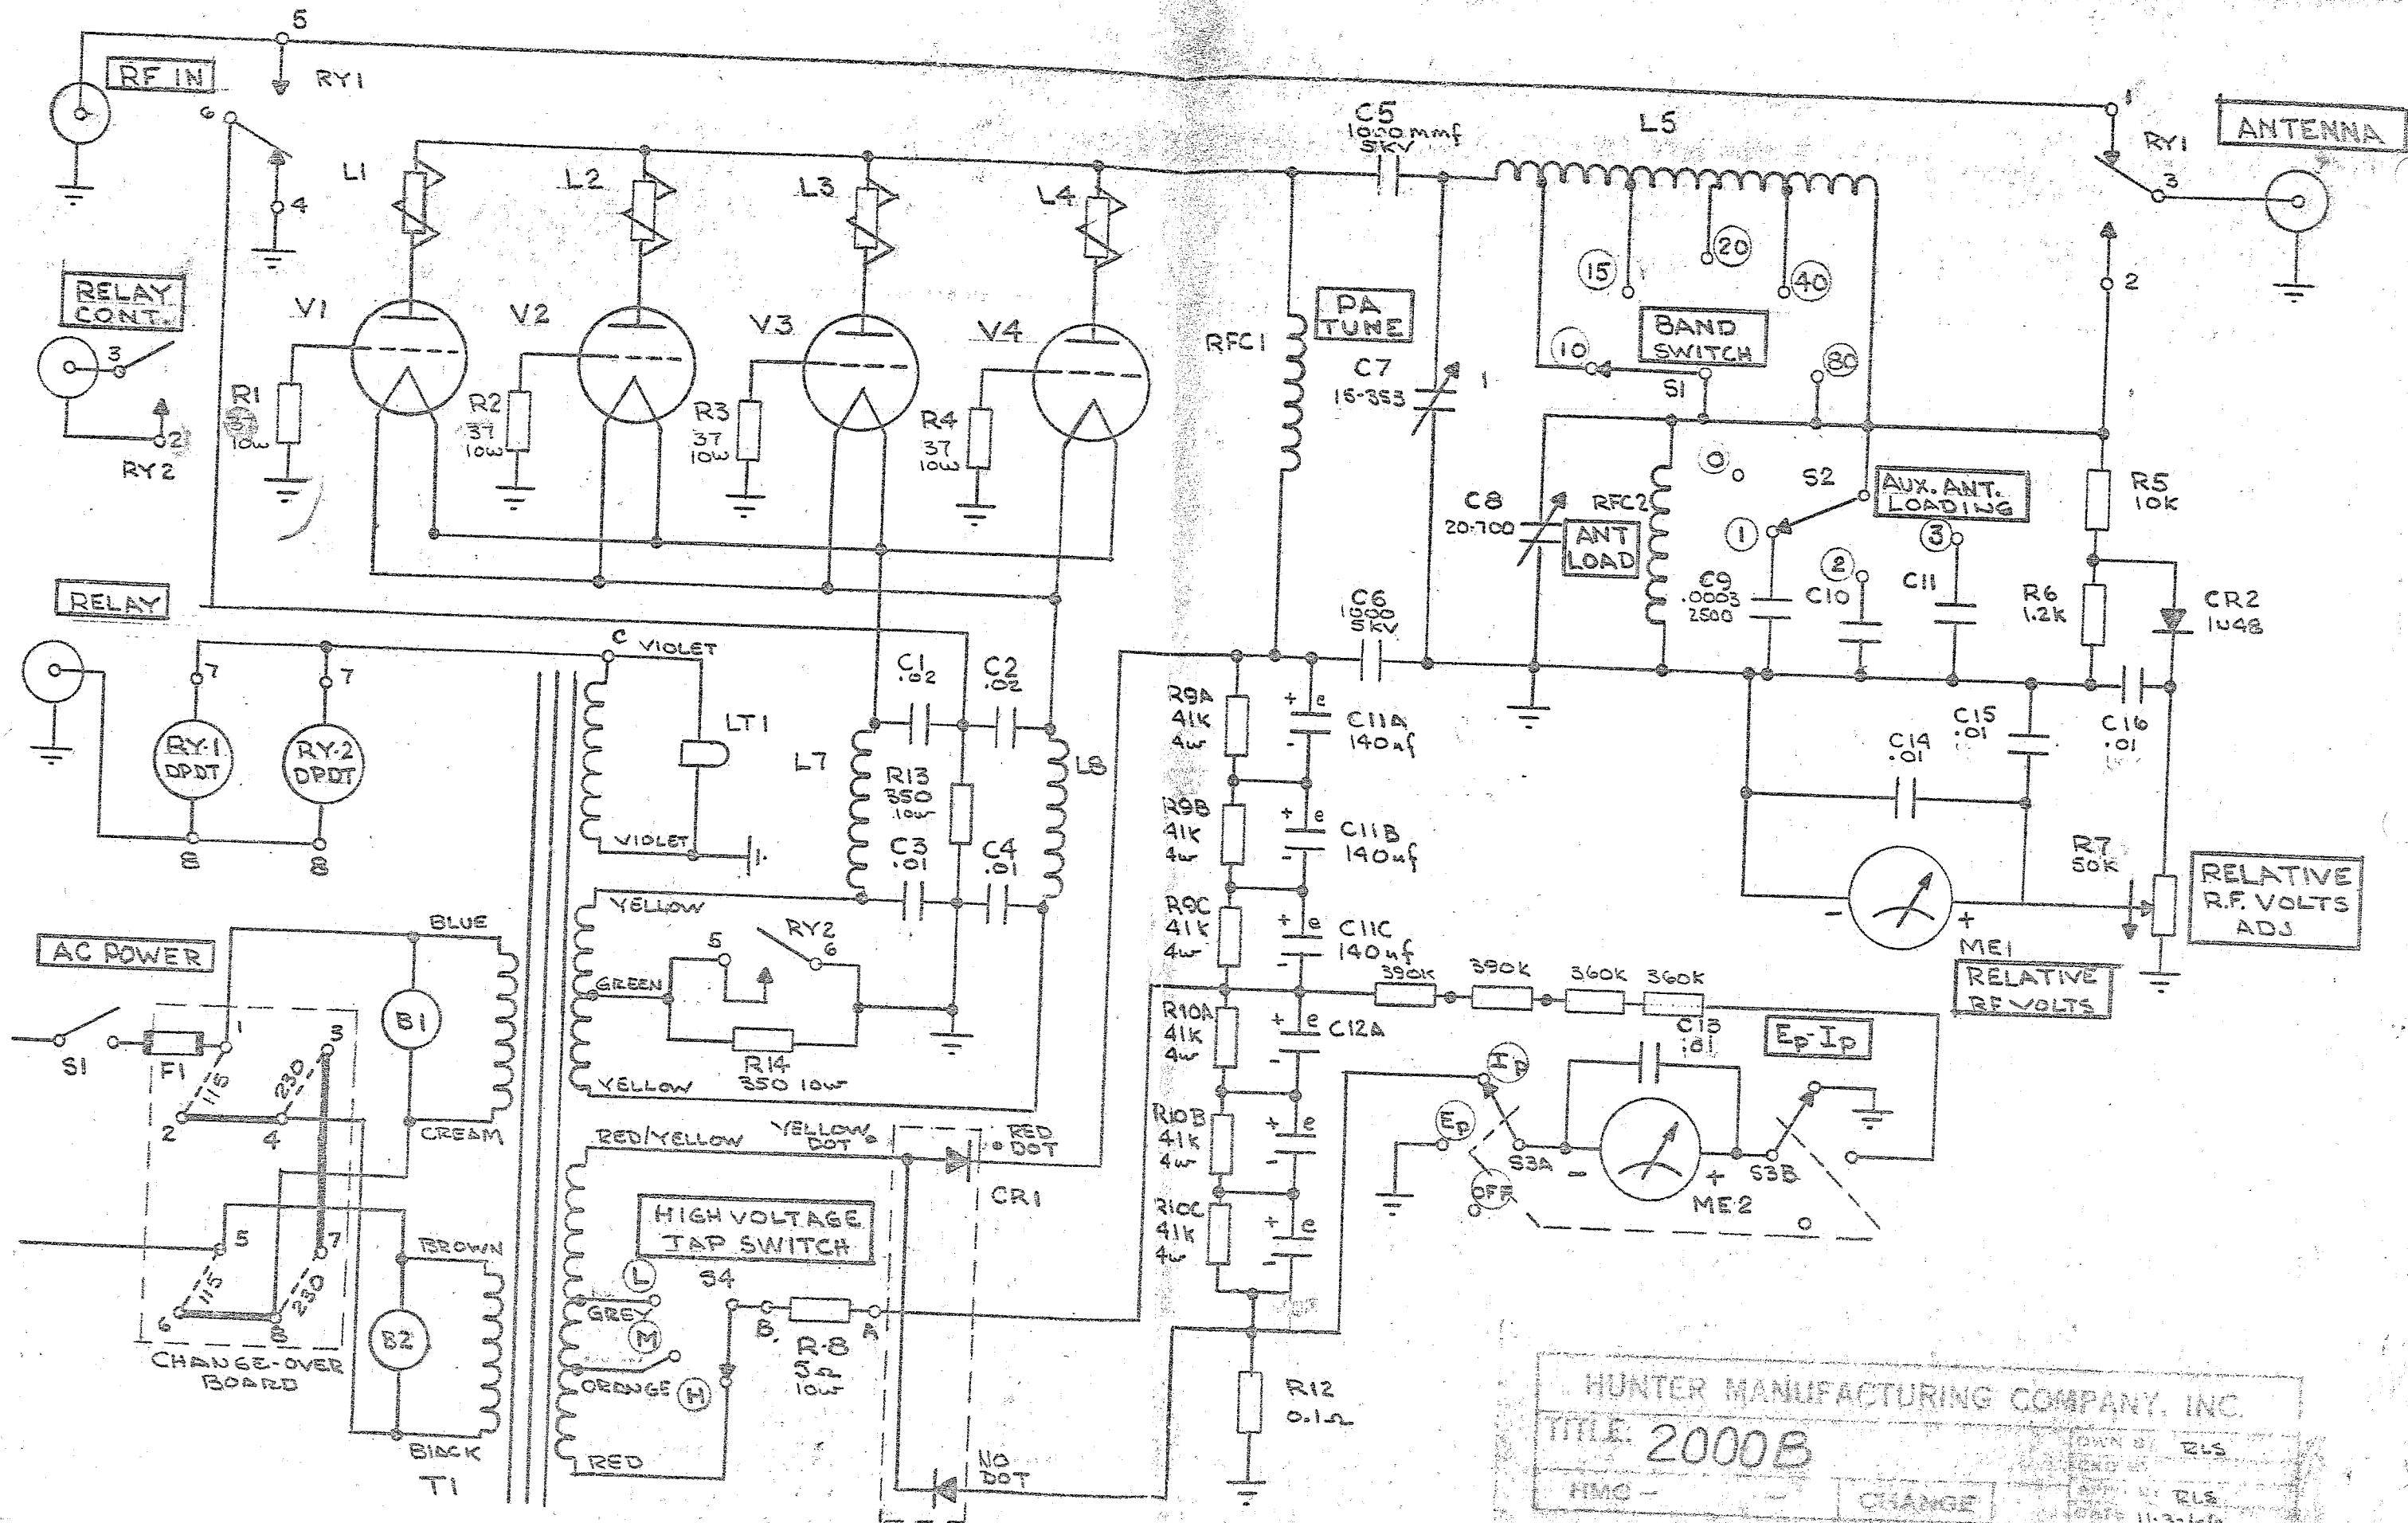 5
RF IN
RY1
6
4
RELAY
CONT.
3
2
RY2
L1
L2
L3
L4
V1
V2
V3
V4
R1
37
10W
R2
37
10W
R3
37
10W
R4
37
10W
C5
1000mmf
5KV
L5
1
RY1
3
2
ANTENNA
15
20
40
10
80
BAND
SWITCH
S1
RFC1
PA
TUNE
C7
15-353
1
C8
20-700
ANT
LOAD
RFC2
0
1
2
3
S2
AUX. ANT.
LOADING
C9
.0003
2500
C10
C11
R5
10K
R6
1.2K
CR2
1N48
C6
1000
5KV
RELAY
7
7
RY-1
DPDT
RY-2
DPDT
8
8
C
VIOLET
LT1
VIOLET
C1
.02
C2
.02
L7
L8
R13
350
10W
C3
.01
C4
.01
YELLOW
5
RY2
6
GREEN
R14
350 10W
YELLOW
R9A
41K
4W
C11A
140uf
R9B
41K
4W
C11B
140uf
R9C
41K
4W
C11C
140uf
R10A
41K
4W
C12A
R10B
41K
4W
R10C
41K
4W
+
e
-
+
e
-
+
e
-
+
e
-
+
e
-
+
e
-
390K
390K
360K
360K
C14
.01
C15
.01
C16
.01
R7
50K
-
+
ME1
RELATIVE
RF VOLTS
RELATIVE
R.F. VOLTS
ADJ
C13
.01
Ep-Ip
Ip
Ep
OFF
S3A
-
+
ME-2
S3B
AC POWER
S1
F1
1
115
2
230
3
4
5
115
6
7
230
8
CHANGE-OVER
BOARD
BLUE
B1
CREAM
BROWN
B2
BLACK
T1
RED/YELLOW
YELLOW
DOT
RED
DOT
CR1
HIGH VOLTAGE
TAP SWITCH
S4
L
GREY
M
ORANGE
H
RED
B
A
R-8
5Ω
10W
NO
DOT
R12
0.1Ω
HUNTER MANUFACTURING COMPANY, INC.
TITLE: 2000B
RLS
HMC -
CHANGE
RLS